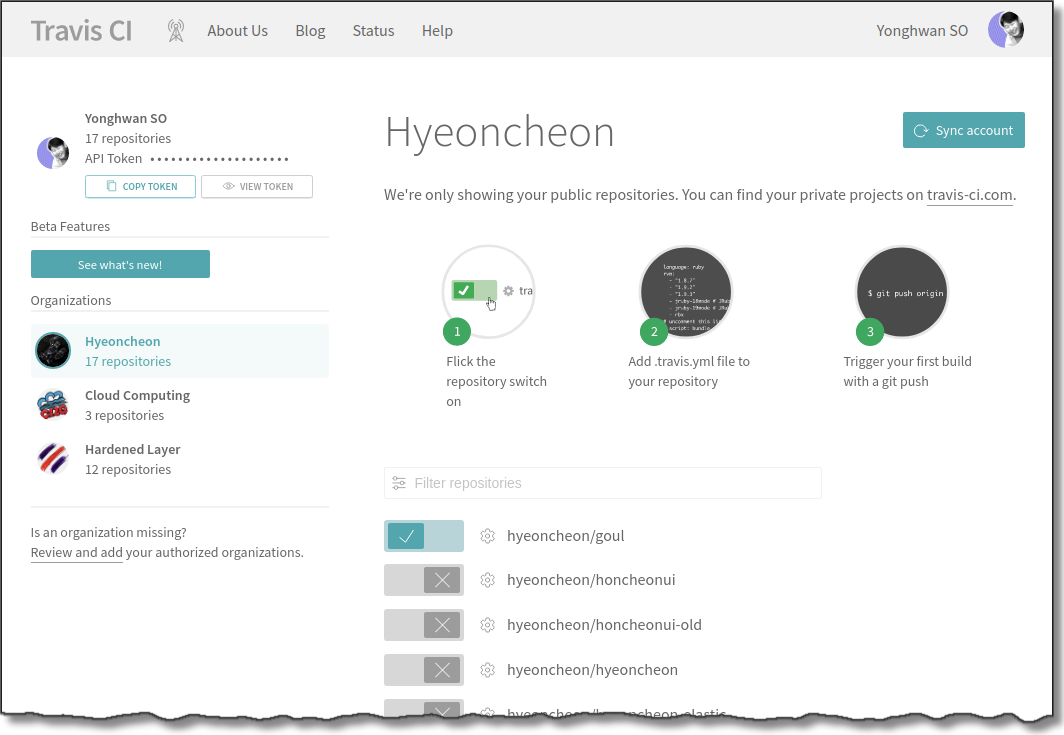 Travis CI
About Us
Blog
Status
Help
Yonghwan SO
Yonghwan SO
17 repositories
API Token ••••••••••••••••••••
COPY TOKEN
VIEW TOKEN
Beta Features
See what's new!
Organizations
Hyeoncheon
17 repositories
Cloud Computing
3 repositories
Hardened Layer
12 repositories
Is an organization missing?
Review and add your authorized organizations.
Hyeoncheon
Sync account
We're only showing your public repositories. You can find your private projects on travis-ci.com.
tra
1
Flick the
repository switch
on
language: ruby
rvm:
- "1.8.7"
- "1.9.2"
- "1.9.3"
- jruby-18mode # JRub
- jruby-19mode # JRub
- rbx
# uncomment this li
script: bundle
2
Add .travis.yml file to
your repository
$ git push origin
3
Trigger your first build
with a git push
Filter repositories
hyeoncheon/goul
hyeoncheon/honcheonui
hyeoncheon/honcheonui-old
hyeoncheon/hyeoncheon
hyeoncheon/hyeoncheon-elastic